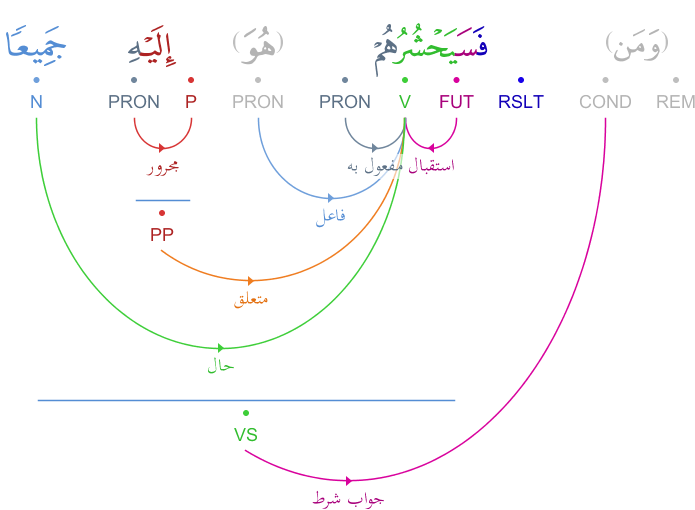 (وَمَن) فَسَيَحْشُرُهُمْ (هُوَ) إِلَيْهِ جَمِيعًا
N PRON P PRON PRON V FUT RSLT COND REM
مجرور مفعول به استقبال
فاعل
PP
متعلق
حال
VS
جواب شرط